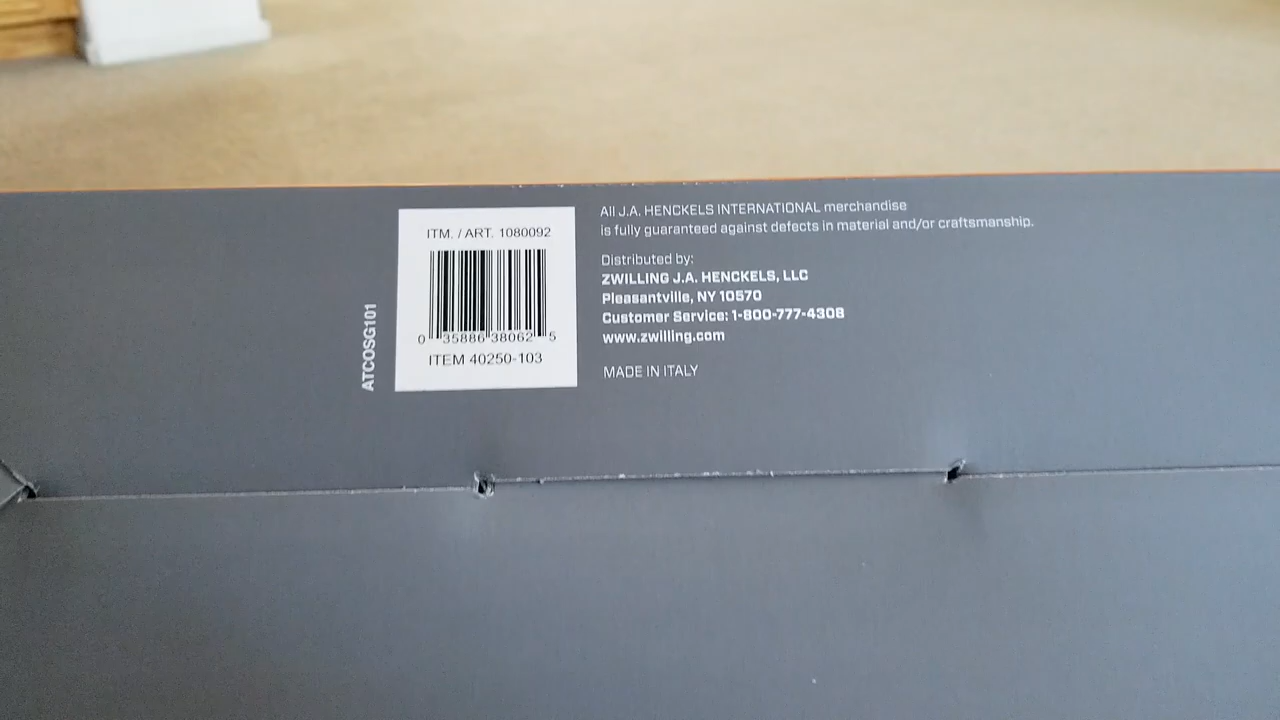 ATCOSG101
ITM. / ART. 1080092
0 35886 38062 5
ITEM 40250-103
All J.A. HENCKELS INTERNATIONAL merchandise
is fully guaranteed against defects in material and/or craftsmanship.
Distributed by:
ZWILLING J.A. HENCKELS, LLC
Pleasantville, NY 10570
Customer Service: 1-800-777-4308
www.zwilling.com
MADE IN ITALY